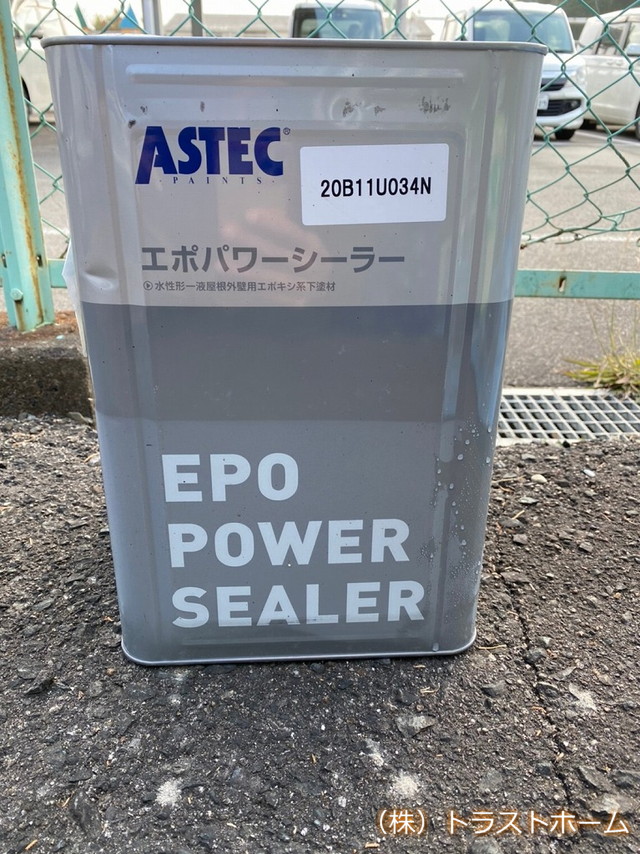 ASTEC®
- PAINTS -
20B11U034N
エポパワーシーラー
水性形一液屋根外壁用エポキシ系下塗材
EPO
POWER
SEALER
（株）トラストホーム